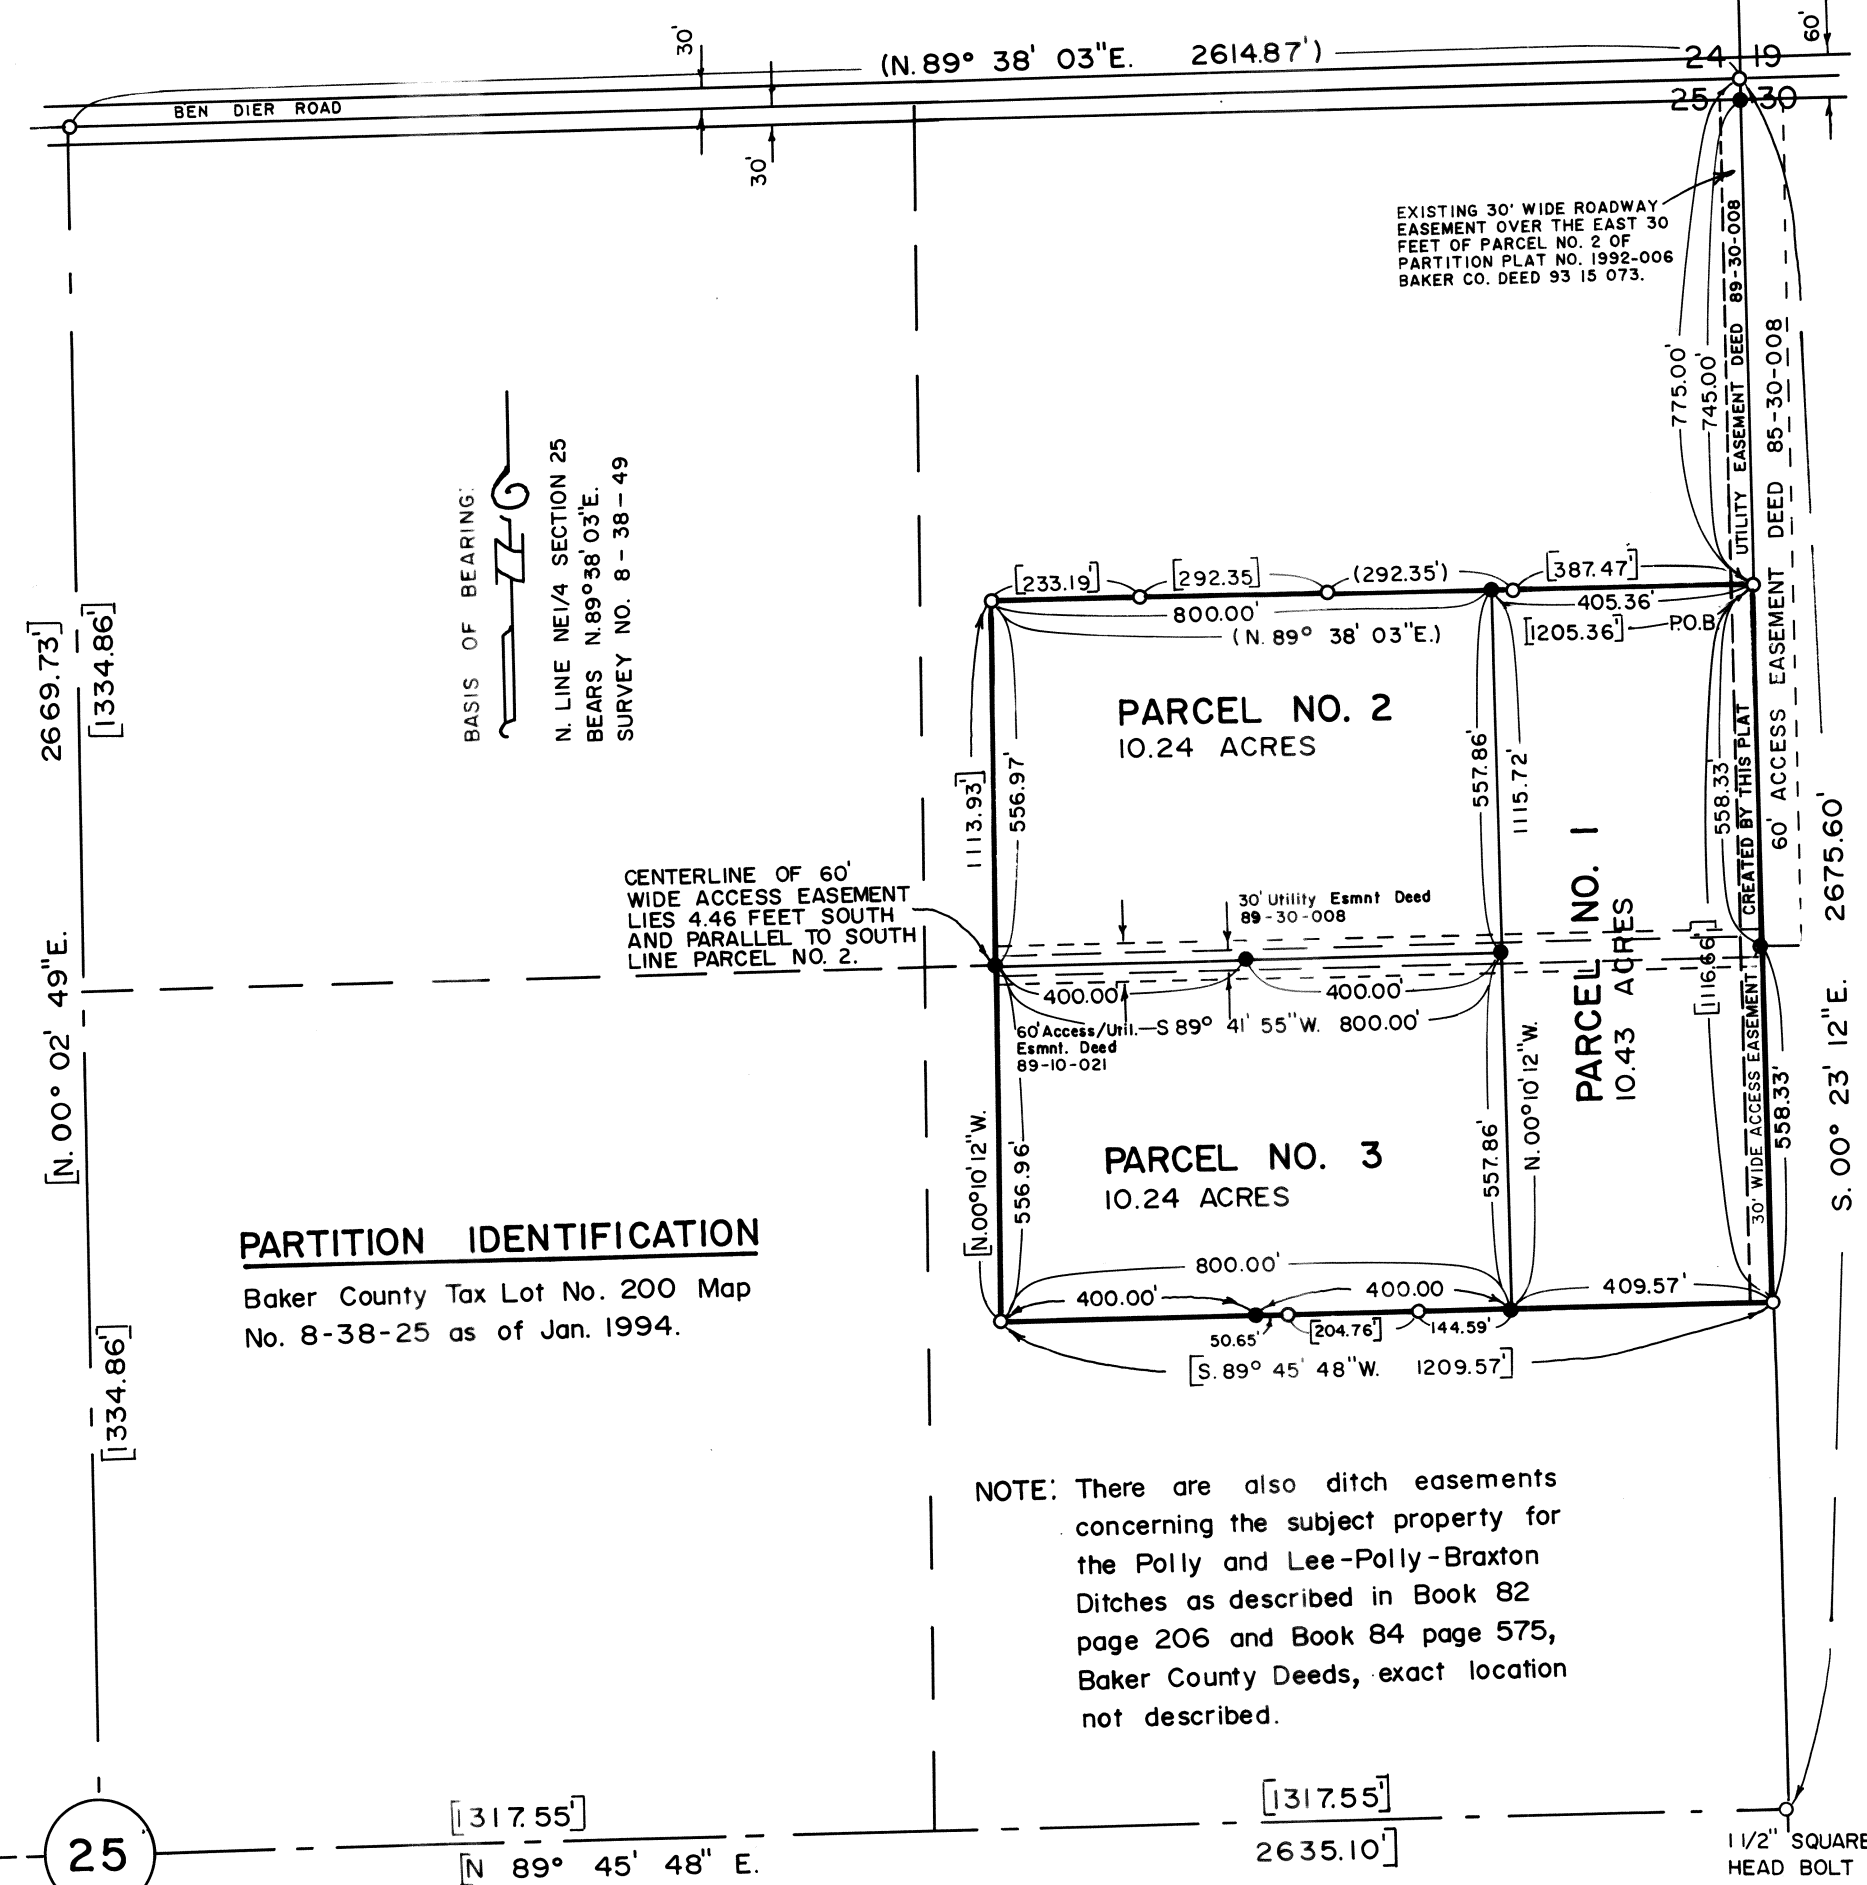 (N. 89° 38' 03"E. 2614.87')
24 19
25 30
60'
30'
30'
BEN DIER ROAD
EXISTING 30' WIDE ROADWAY
EASEMENT OVER THE EAST 30
FEET OF PARCEL NO. 2 OF
PARTITION PLAT NO. 1992-006
BAKER CO. DEED 93 15 073.
775.00'
745.00'
UTILITY EASEMENT DEED 89-30-008
60' ACCESS EASEMENT DEED 85-30-008
BASIS OF BEARING:
N
N. LINE NE1/4 SECTION 25
BEARS N.89°38'03"E.
SURVEY NO. 8-38-49
2669.73']
[1334.86']
[N. 00° 02' 49"E.
[233.19']
[292.35]
(292.35')
[387.47']
800.00'
405.36'
(N. 89° 38' 03"E.)
[1205.36']
P.O.B.
PARCEL NO. 2
10.24 ACRES
1113.93']
556.97'
557.86'
1115.72'
558.33'
30' WIDE ACCESS EASEMENT CREATED BY THIS PLAT
2675.60'
S. 00° 23' 12"E.
PARCEL NO. 1
10.43 ACRES
[1116.66']
CENTERLINE OF 60'
WIDE ACCESS EASEMENT
LIES 4.46 FEET SOUTH
AND PARALLEL TO SOUTH
LINE PARCEL NO. 2.
30' Utility Esmnt Deed
89-30-008
400.00'
400.00'
60' Access/Util.
Esmnt. Deed
89-10-021
S 89° 41' 55"W. 800.00'
[N.00°10'12"W.
556.96'
557.86'
N.00°10'12"W.
558.33'
PARCEL NO. 3
10.24 ACRES
PARTITION IDENTIFICATION
Baker County Tax Lot No. 200 Map
No. 8-38-25 as of Jan. 1994.
800.00'
400.00'
400.00
409.57'
50.65'
[204.76']
144.59'
[S. 89° 45' 48"W. 1209.57']
[1334.86']
NOTE: There are also ditch easements
concerning the subject property for
the Polly and Lee-Polly-Braxton
Ditches as described in Book 82
page 206 and Book 84 page 575,
Baker County Deeds, exact location
not described.
[1317.55']
[1317.55']
25
[N 89° 45' 48" E.
2635.10']
1 1/2" SQUARE
HEAD BOLT